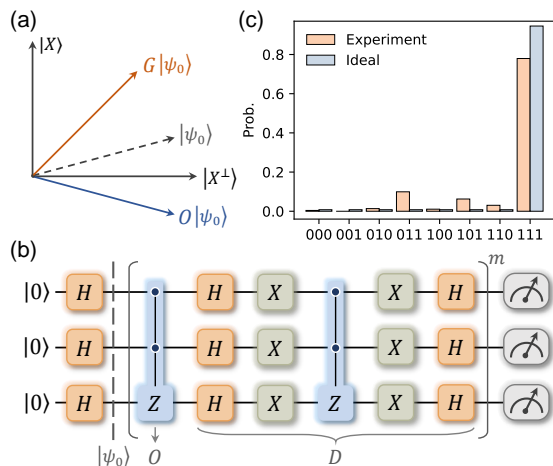 (a)
|X⟩
G|ψ₀⟩
|ψ₀⟩
|X⊥⟩
O|ψ₀⟩
(c)
Experiment
Ideal
Prob.
0.8
0.6
0.4
0.2
0.0
000 001 010 011 100 101 110 111
(b)
m
|0⟩ H H X X H
|0⟩ H H X X H
|0⟩ H Z H X Z X H
|ψ₀⟩ O D